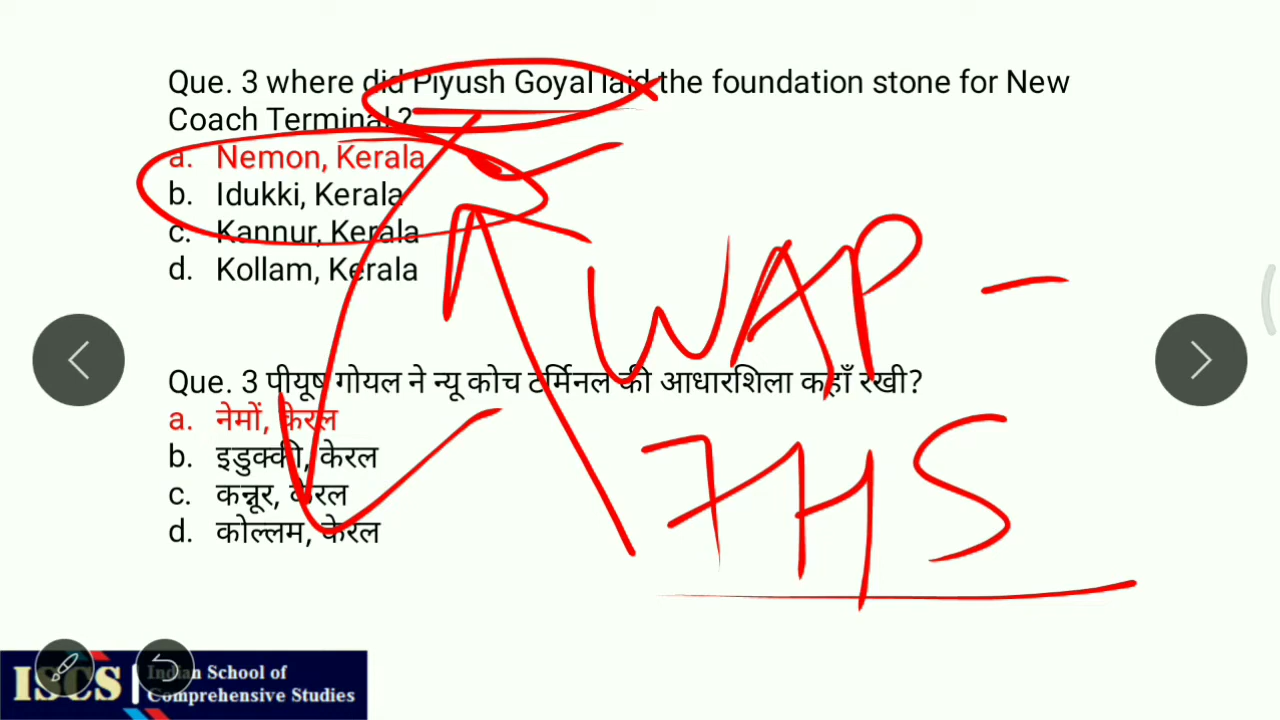 Que. 3 where did Piyush Goyal laid the foundation stone for New
Coach Terminal ?
a. Nemon, Kerala
b. Idukki, Kerala
c. Kannur, Kerala
d. Kollam, Kerala
WAP -
7HS
Que. 3 पीयूष गोयल ने न्यू कोच टर्मिनल की आधारशिला कहाँ रखी?
a. नेमों, केरल
b. इडुक्की, केरल
c. कन्नूर, केरल
d. कोल्लम, केरल
ISCS Indian School of
Comprehensive Studies